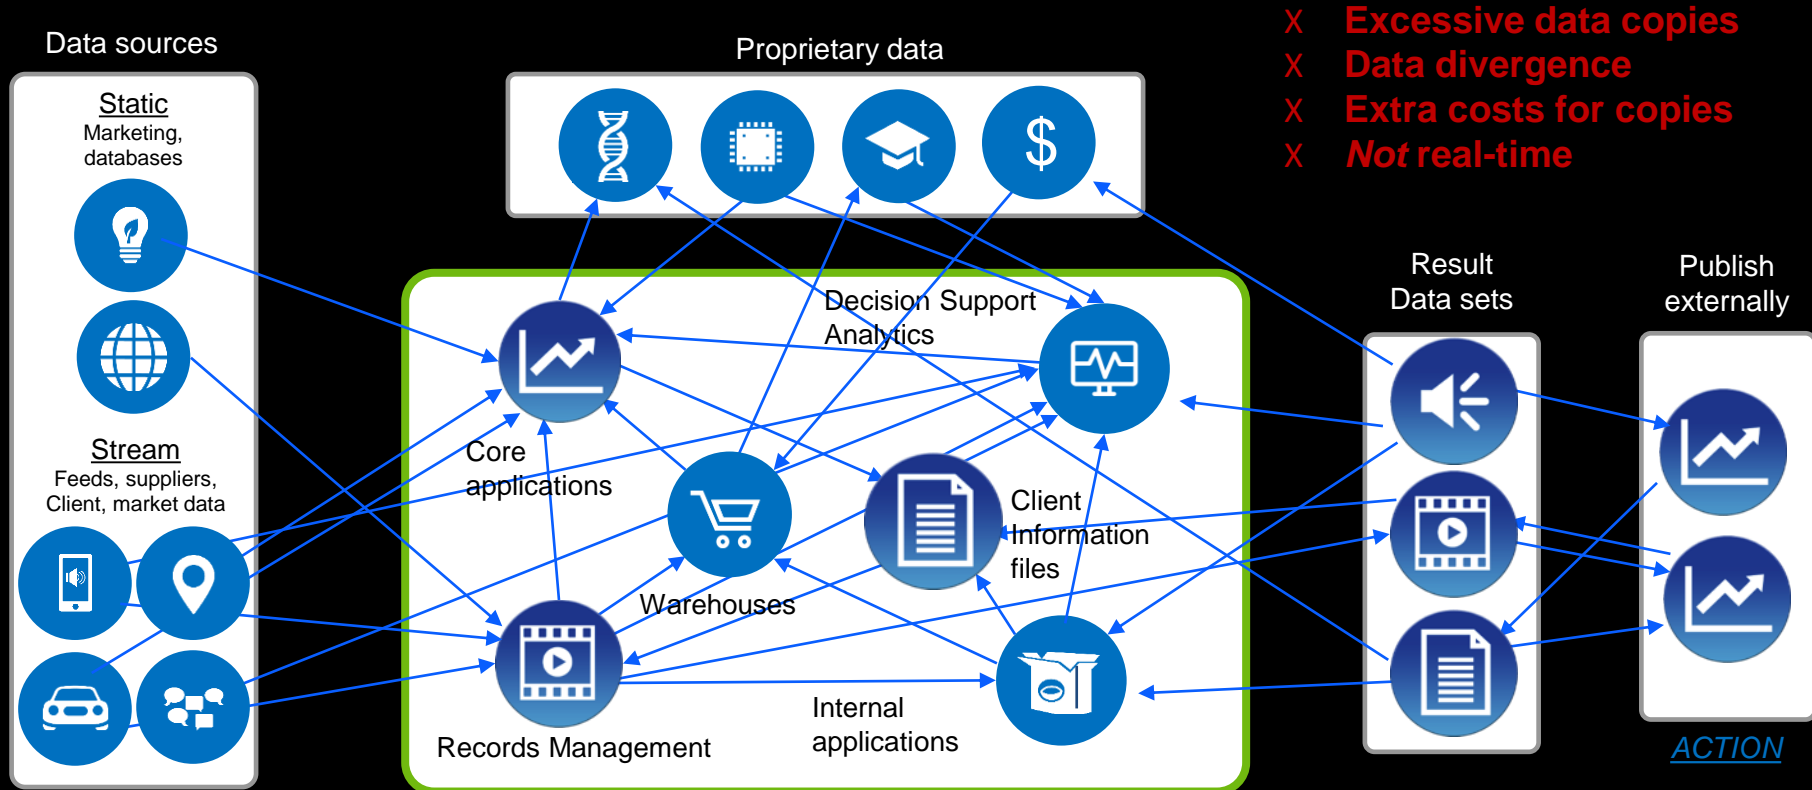 Data sources
Static
Marketing,
databases
Stream
Feeds, suppliers,
Client, market data
Proprietary data
$
X Excessive data copies
X Data divergence
X Extra costs for copies
X Not real-time
Decision Support
Analytics
Core
applications
Client
Information
files
Warehouses
Records Management
Internal
applications
Result
Data sets
Publish
externally
ACTION